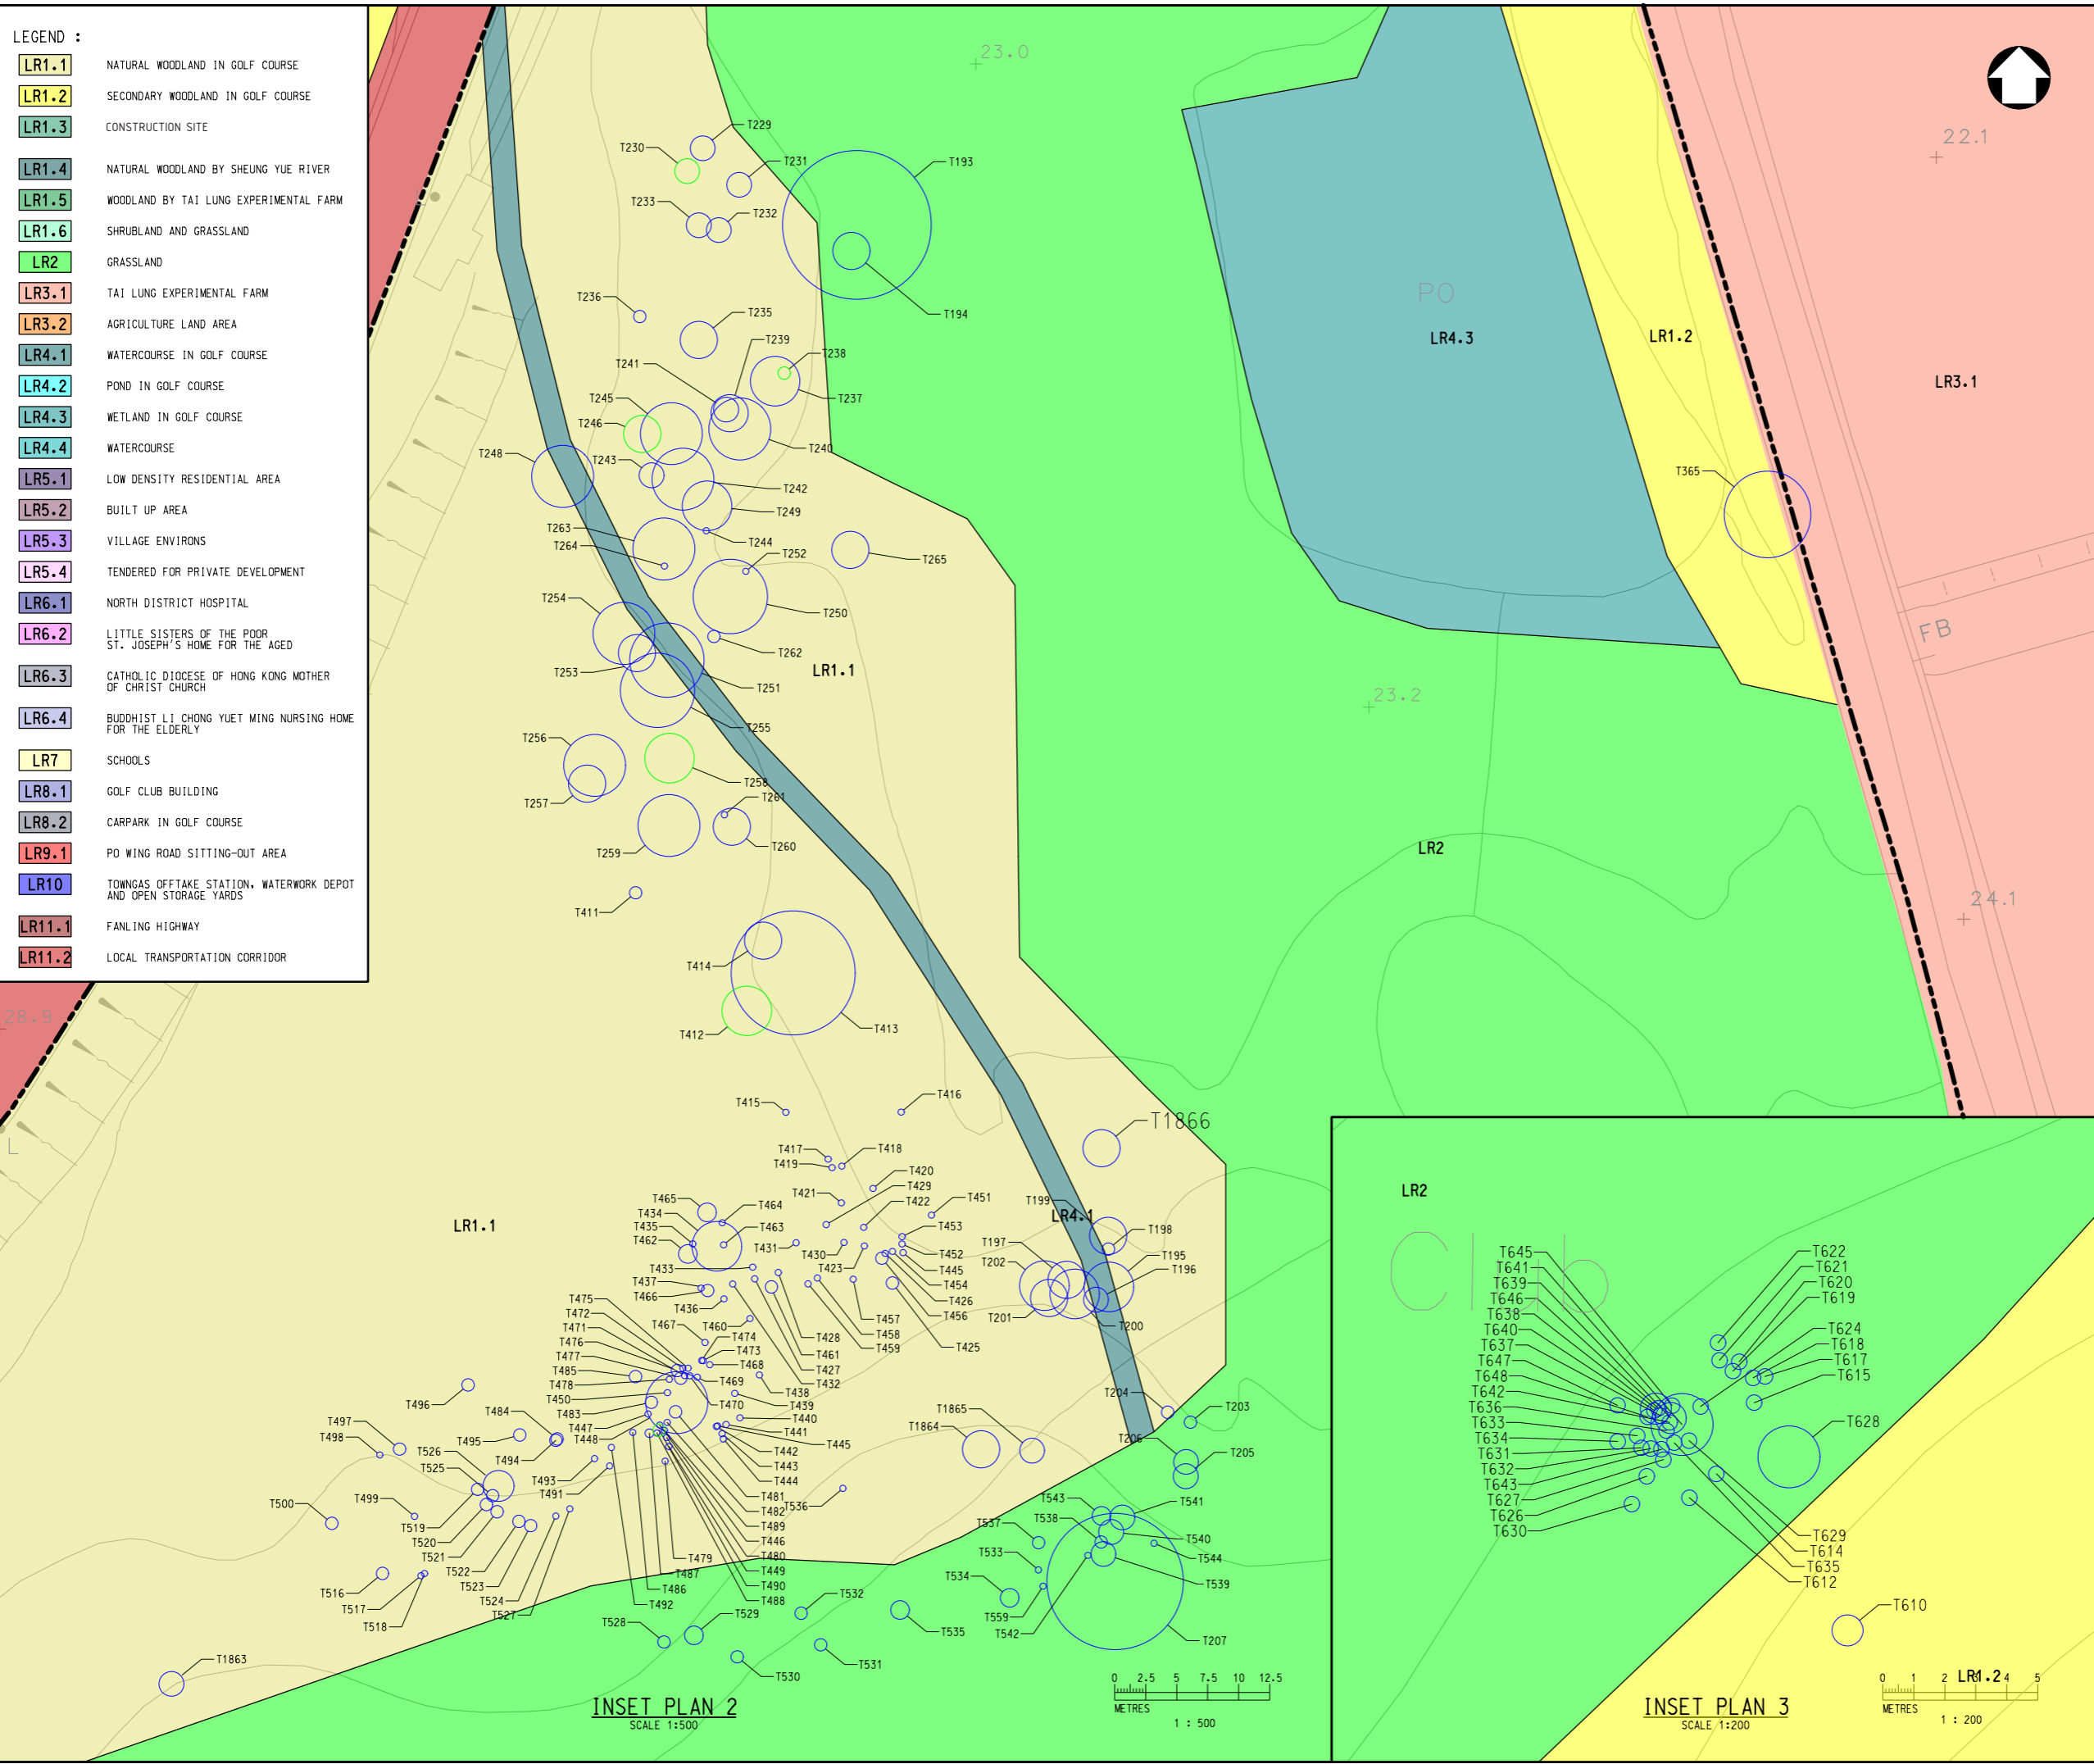 LEGEND :
LR1.1 NATURAL WOODLAND IN GOLF COURSE
LR1.2 SECONDARY WOODLAND IN GOLF COURSE
LR1.3 CONSTRUCTION SITE
LR1.4 NATURAL WOODLAND BY SHEUNG YUE RIVER
LR1.5 WOODLAND BY TAI LUNG EXPERIMENTAL FARM
LR1.6 SHRUBLAND AND GRASSLAND
LR2 GRASSLAND
LR3.1 TAI LUNG EXPERIMENTAL FARM
LR3.2 AGRICULTURE LAND AREA
LR4.1 WATERCOURSE IN GOLF COURSE
LR4.2 POND IN GOLF COURSE
LR4.3 WETLAND IN GOLF COURSE
LR4.4 WATERCOURSE
LR5.1 LOW DENSITY RESIDENTIAL AREA
LR5.2 BUILT UP AREA
LR5.3 VILLAGE ENVIRONS
LR5.4 TENDERED FOR PRIVATE DEVELOPMENT
LR6.1 NORTH DISTRICT HOSPITAL
LR6.2 LITTLE SISTERS OF THE POOR
ST. JOSEPH'S HOME FOR THE AGED
LR6.3 CATHOLIC DIOCESE OF HONG KONG MOTHER
OF CHRIST CHURCH
LR6.4 BUDDHIST LI CHONG YUET MING NURSING HOME
FOR THE ELDERLY
LR7 SCHOOLS
LR8.1 GOLF CLUB BUILDING
LR8.2 CARPARK IN GOLF COURSE
LR9.1 PO WING ROAD SITTING-OUT AREA
LR10 TOWNGAS OFFTAKE STATION, WATERWORK DEPOT
AND OPEN STORAGE YARDS
LR11.1 FANLING HIGHWAY
LR11.2 LOCAL TRANSPORTATION CORRIDOR
23.0
22.1
T229
T230
T231
T193
T233
T232
T236
T235
T194
T239
T238
T241
T237
T245
T246
T240
T248
T243
T242
T249
T263
T244
T264
T252
T265
T254
T250
T262
T253
T251
LR1.1
T255
T256
T258
T257
T261
T259
T260
T411
T414
T412
T413
PO
LR4.3
LR1.2
LR3.1
T365
FB
23.2
LR2
24.1
28.9
L
T415
T416
T1866
T417
T418
T419
T420
T429
T421
T422
T451
T465
T464
T434
T435
T463
T462
T431
T430
T423
T453
T452
T445
T454
T426
T456
T425
T199
LR4.1
T198
T197
T202
T195
T196
T201
T200
LR1.1
T433
T437
T466
T436
T460
T457
T458
T459
T428
T461
T427
T432
T475
T472
T471
T476
T477
T485
T478
T450
T483
T447
T448
T467
T474
T473
T468
T469
T470
T438
T439
T440
T441
T445
T442
T443
T444
T496
T497
T498
T484
T495
T494
T526
T525
T493
T491
T500
T499
T519
T520
T521
T522
T523
T524
T527
T516
T517
T518
T481
T482
T489
T446
T480
T449
T490
T488
T479
T487
T486
T492
T536
T1865
T1864
T204
T203
T206
T205
T543
T541
T538
T537
T540
T544
T533
T539
T534
T559
T542
T207
T532
T535
T528
T529
T530
T531
T1863
INSET PLAN 2
SCALE 1:500
0 2.5 5 7.5 10 12.5
METRES
1 : 500
LR2
Club
T645
T641
T639
T646
T638
T640
T637
T647
T648
T642
T636
T633
T634
T631
T632
T643
T627
T626
T630
T622
T621
T620
T619
T624
T618
T617
T615
T628
T629
T614
T635
T612
T610
LR1.2
INSET PLAN 3
SCALE 1:200
0 1 2 3 4 5
METRES
1 : 200